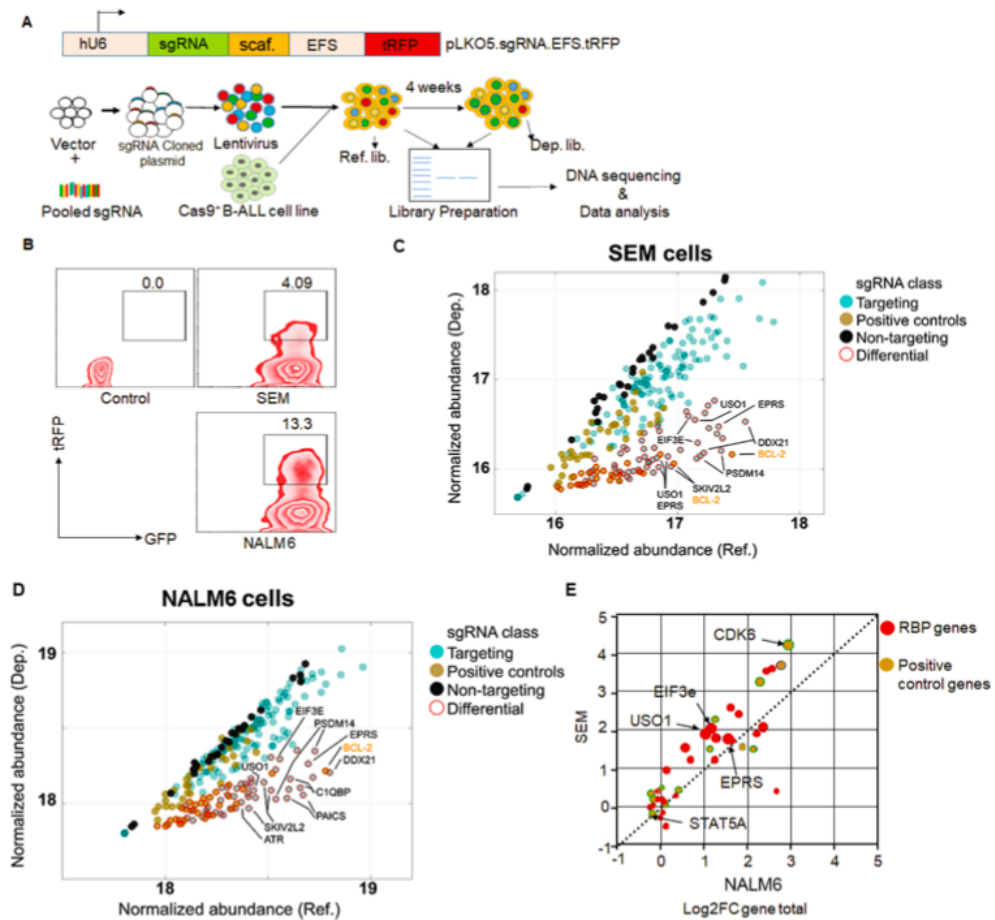 A
hU6 sgRNA scaf. EFS tRFP pLKO5.sgRNA.EFS.tRFP
4 weeks
Vector
+
Pooled sgRNA
sgRNA Cloned
plasmid
Lentivirus
Cas9+ B-ALL cell line
Ref. lib.
Dep. lib.
Library Preparation
DNA sequencing
&
Data analysis
B
0.0
4.09
Control
SEM
13.3
NALM6
tRFP
GFP
C
SEM cells
Normalized abundance (Dep.)
18
17
16
16 17 18
Normalized abundance (Ref.)
USO1
EPRS
EIF3E
DDX21
BCL-2
PSDM14
SKIV2L2
USO1
EPRS
BCL-2
sgRNA class
Targeting
Positive controls
Non-targeting
Differential
D
NALM6 cells
Normalized abundance (Dep.)
19
18
18 19
Normalized abundance (Ref.)
EIF3E
PSDM14
EPRS
BCL-2
DDX21
USO1
C1QBP
PAICS
SKIV2L2
ATR
sgRNA class
Targeting
Positive controls
Non-targeting
Differential
E
SEM
5
4
3
2
1
0
-1
-1 0 1 2 3 4 5
NALM6
Log2FC gene total
CDK6
EIF3e
USO1
EPRS
STAT5A
RBP genes
Positive
control genes